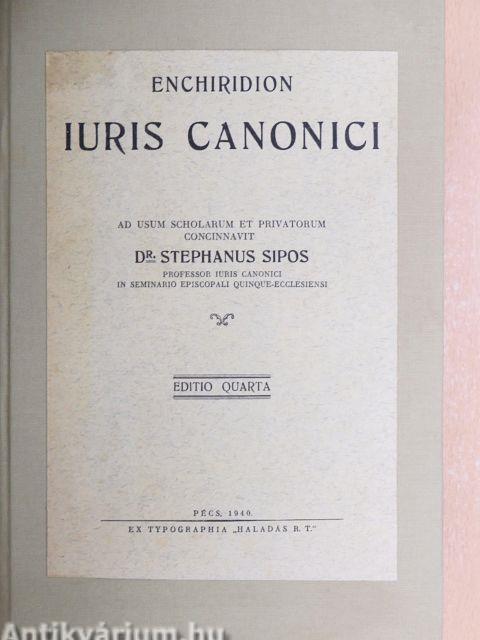 ENCHIRIDION
IURIS CANONICI
AD USUM SCHOLARUM ET PRIVATORUM
CONCINNAVIT
DR. STEPHANUS SIPOS
PROFESSOR IURIS CANONICI
IN SEMINARIO EPISCOPALI QUINQUE-ECCLESIENSI
EDITIO QUARTA
PÉCS, 1940.
EX TYPOGRAPHIA „HALADÁS R. T."
Antikvárium.hu